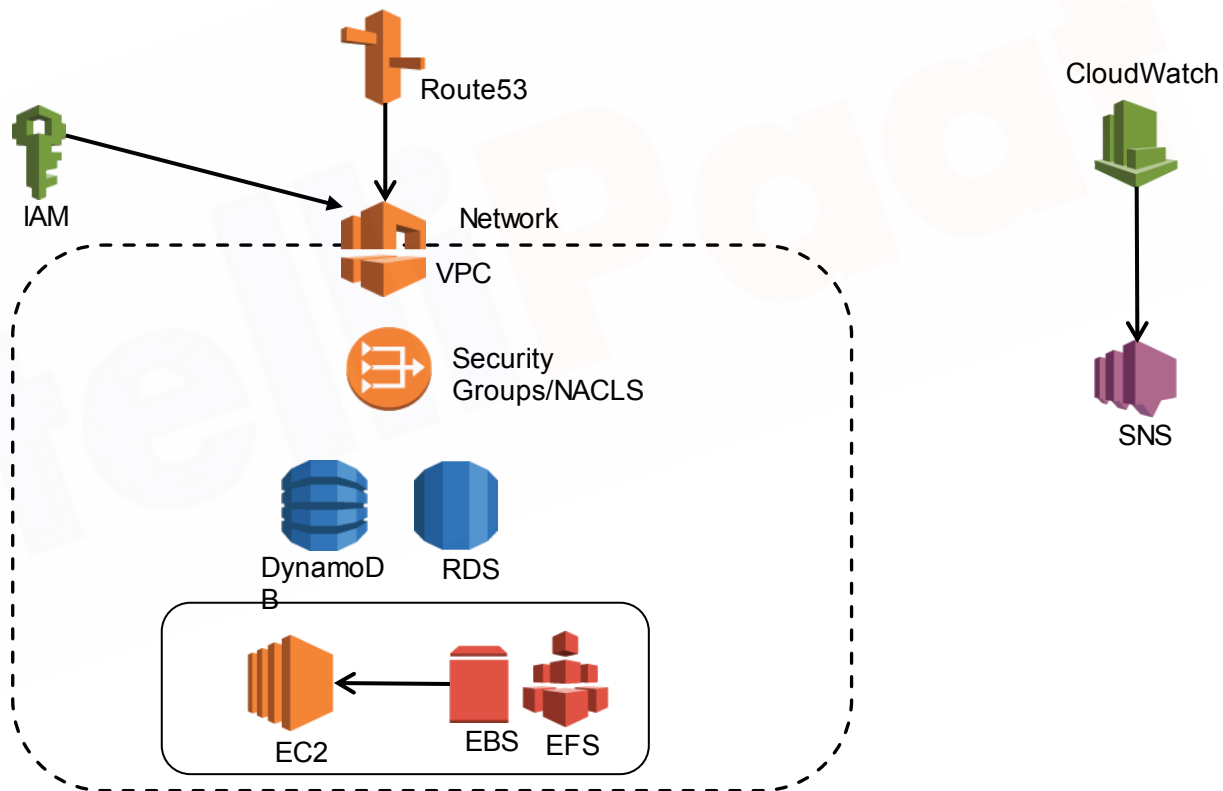 Route53
CloudWatch
IAM
Network
VPC
Security
Groups/NACLS
SNS
DynamoD
B
RDS
EC2
EBS
EFS